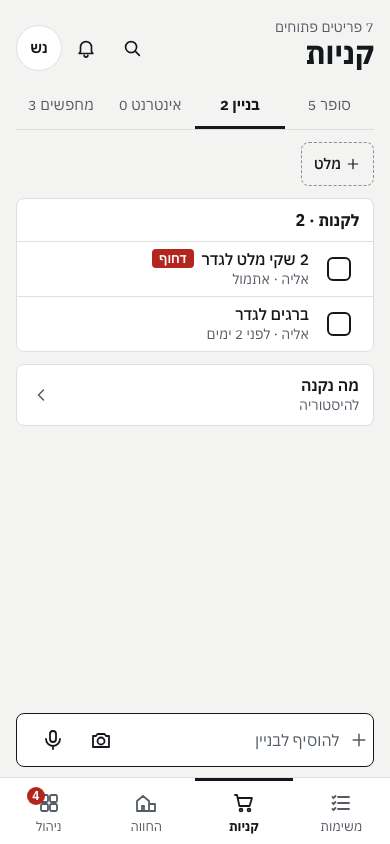 7 פריטים פתוחים
קניות
נש
סופר 5
בניין 2
אינטרנט 0
מחפשים 3
+ מלט
לקנות · 2
2 שקי מלט לגדר דחוף
אליה · אתמול
ברגים לגדר
אליה · לפני 2 ימים
מה נקנה
להיסטוריה
+ להוסיף לבניין
משימות
קניות
החווה
ניהול 4